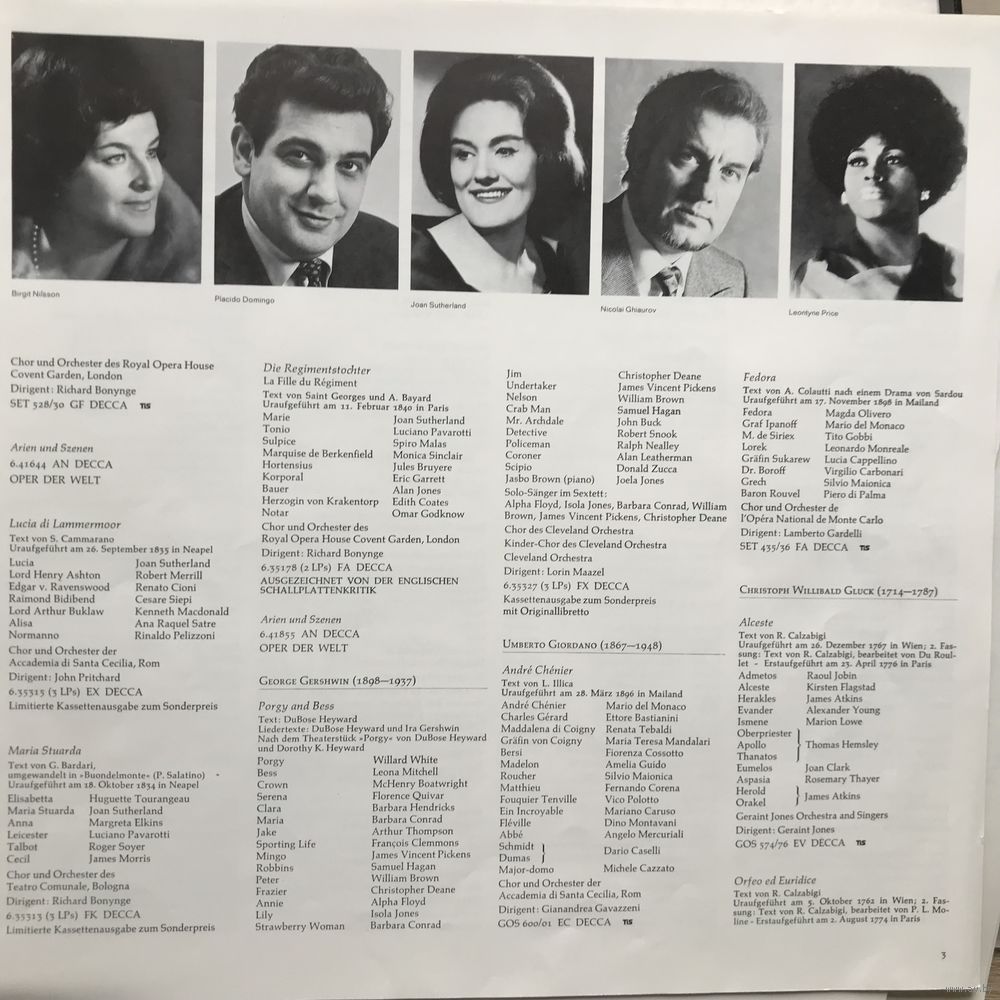 Birgit Nilsson
Placido Domingo
Joan Sutherland
Nicolai Ghiaurov
Leontyne Price
Chor und Orchester des Royal Opera House
Covent Garden, London
Dirigent: Richard Bonynge
SET 528/30 GF DECCA TIS
Arien und Szenen
6.41644 AN DECCA
OPER DER WELT
Lucia di Lammermoor
Text von S. Cammarano
Uraufgeführt am 26. September 1835 in Neapel
Lucia Joan Sutherland
Lord Henry Ashton Robert Merrill
Edgar v. Ravenswood Renato Cioni
Raimond Bidibend Cesare Siepi
Lord Arthur Buklaw Kenneth Macdonald
Alisa Ana Raquel Satre
Normanno Rinaldo Pelizzoni
Chor und Orchester der
Accademia di Santa Cecilia, Rom
Dirigent: John Pritchard
6.35315 (3 LPs) EX DECCA
Limitierte Kassettenausgabe zum Sonderpreis
Maria Stuarda
Text von G. Bardari,
umgewandelt in »Buondelmonte« (P. Salatino) -
Uraufgeführt am 18. Oktober 1834 in Neapel
Elisabetta Huguette Tourangeau
Maria Stuarda Joan Sutherland
Anna Margreta Elkins
Leicester Luciano Pavarotti
Talbot Roger Soyer
Cecil James Morris
Chor und Orchester des
Teatro Comunale, Bologna
Dirigent: Richard Bonynge
6.35313 (3 LPs) FK DECCA
Limitierte Kassettenausgabe zum Sonderpreis
Die Regimentstochter
La Fille du Régiment
Text von Saint Georges und A. Bayard
Uraufgeführt am 11. Februar 1840 in Paris
Marie Joan Sutherland
Tonio Luciano Pavarotti
Sulpice Spiro Malas
Marquise de Berkenfield Monica Sinclair
Hortensius Jules Bruyere
Korporal Eric Garrett
Bauer Alan Jones
Herzogin von Krakentorp Edith Coates
Notar Omar Godknow
Chor und Orchester des
Royal Opera House Covent Garden, London
Dirigent: Richard Bonynge
6.35178 (2 LPs) FA DECCA
AUSGEZEICHNET VON DER ENGLISCHEN
SCHALLPLATTENKRITIK
Arien und Szenen
6.41855 AN DECCA
OPER DER WELT
GEORGE GERSHWIN (1898—1937)
Porgy and Bess
Text: DuBose Heyward
Liedertexte: DuBose Heyward und Ira Gershwin
Nach dem Theaterstück »Porgy« von DuBose Heyward
und Dorothy K. Heyward
Porgy Willard White
Bess Leona Mitchell
Crown McHenry Boatwright
Serena Florence Quivar
Clara Barbara Hendricks
Maria Barbara Conrad
Jake Arthur Thompson
Sporting Life François Clemmons
Mingo James Vincent Pickens
Robbins Samuel Hagan
Peter William Brown
Frazier Christopher Deane
Annie Alpha Floyd
Lily Isola Jones
Strawberry Woman Barbara Conrad
Jim Christopher Deane
Undertaker James Vincent Pickens
Nelson William Brown
Crab Man Samuel Hagan
Mr. Archdale John Buck
Detective Robert Snook
Policeman Ralph Nealley
Coroner Alan Leatherman
Scipio Donald Zucca
Jasbo Brown (piano) Joela Jones
Solo-Sänger im Sextett:
Alpha Floyd, Isola Jones, Barbara Conrad, William
Brown, James Vincent Pickens, Christopher Deane
Chor des Cleveland Orchestra
Kinder-Chor des Cleveland Orchestra
Cleveland Orchestra
Dirigent: Lorin Maazel
6.35327 (3 LPs) FX DECCA
Kassettenausgabe zum Sonderpreis
mit Originallibretto
UMBERTO GIORDANO (1867—1948)
André Chénier
Text von L. Illica
Uraufgeführt am 28. März 1896 in Mailand
André Chénier Mario del Monaco
Charles Gérard Ettore Bastianini
Maddalena di Coigny Renata Tebaldi
Gräfin von Coigny Maria Teresa Mandalari
Bersi Fiorenza Cossotto
Madelon Amelia Guido
Roucher Silvio Maionica
Matthieu Fernando Corena
Fouquier Tenville Vico Polotto
Ein Incroyable Mariano Caruso
Fléville Dino Montavani
Abbé Angelo Mercuriali
Schmidt
Dumas } Dario Caselli
Major-domo Michele Cazzato
Chor und Orchester der
Accademia di Santa Cecilia, Rom
Dirigent: Gianandrea Gavazzeni
GOS 600/01 EC DECCA TIS
Fedora
Text von A. Colautti nach einem Drama von Sardou
Uraufgeführt am 17. November 1898 in Mailand
Fedora Magda Olivero
Graf Ipanoff Mario del Monaco
M. de Siriex Tito Gobbi
Lorek Leonardo Monreale
Gräfin Sukarew Lucia Cappellino
Dr. Boroff Virgilio Carbonari
Grech Silvio Maionica
Baron Rouvel Piero di Palma
Chor und Orchester de
l'Opéra National de Monte Carlo
Dirigent: Lamberto Gardelli
SET 435/36 FA DECCA TIS
CHRISTOPH WILLIBALD GLUCK (1714—1787)
Alceste
Text von R. Calzabigi
Uraufgeführt am 26. Dezember 1767 in Wien; 2. Fas-
sung: Text von R. Calzabigi, bearbeitet von Du Roul-
let - Erstaufgeführt am 23. April 1776 in Paris
Admetos Raoul Jobin
Alceste Kirsten Flagstad
Herakles James Atkins
Evander Alexander Young
Ismene Marion Lowe
Oberpriester
Apollo } Thomas Hemsley
Thanatos
Eumelos Joan Clark
Aspasia Rosemary Thayer
Herold
Orakel } James Atkins
Geraint Jones Orchestra and Singers
Dirigent: Geraint Jones
GOS 574/76 EV DECCA TIS
Orfeo ed Euridice
Text von R. Calzabigi
Uraufgeführt am 5. Oktober 1762 in Wien; 2. Fas-
sung: Text von R. Calzabigi, bearbeitet von P. L. Mo-
line - Erstaufgeführt am 2. August 1774 in Paris
3